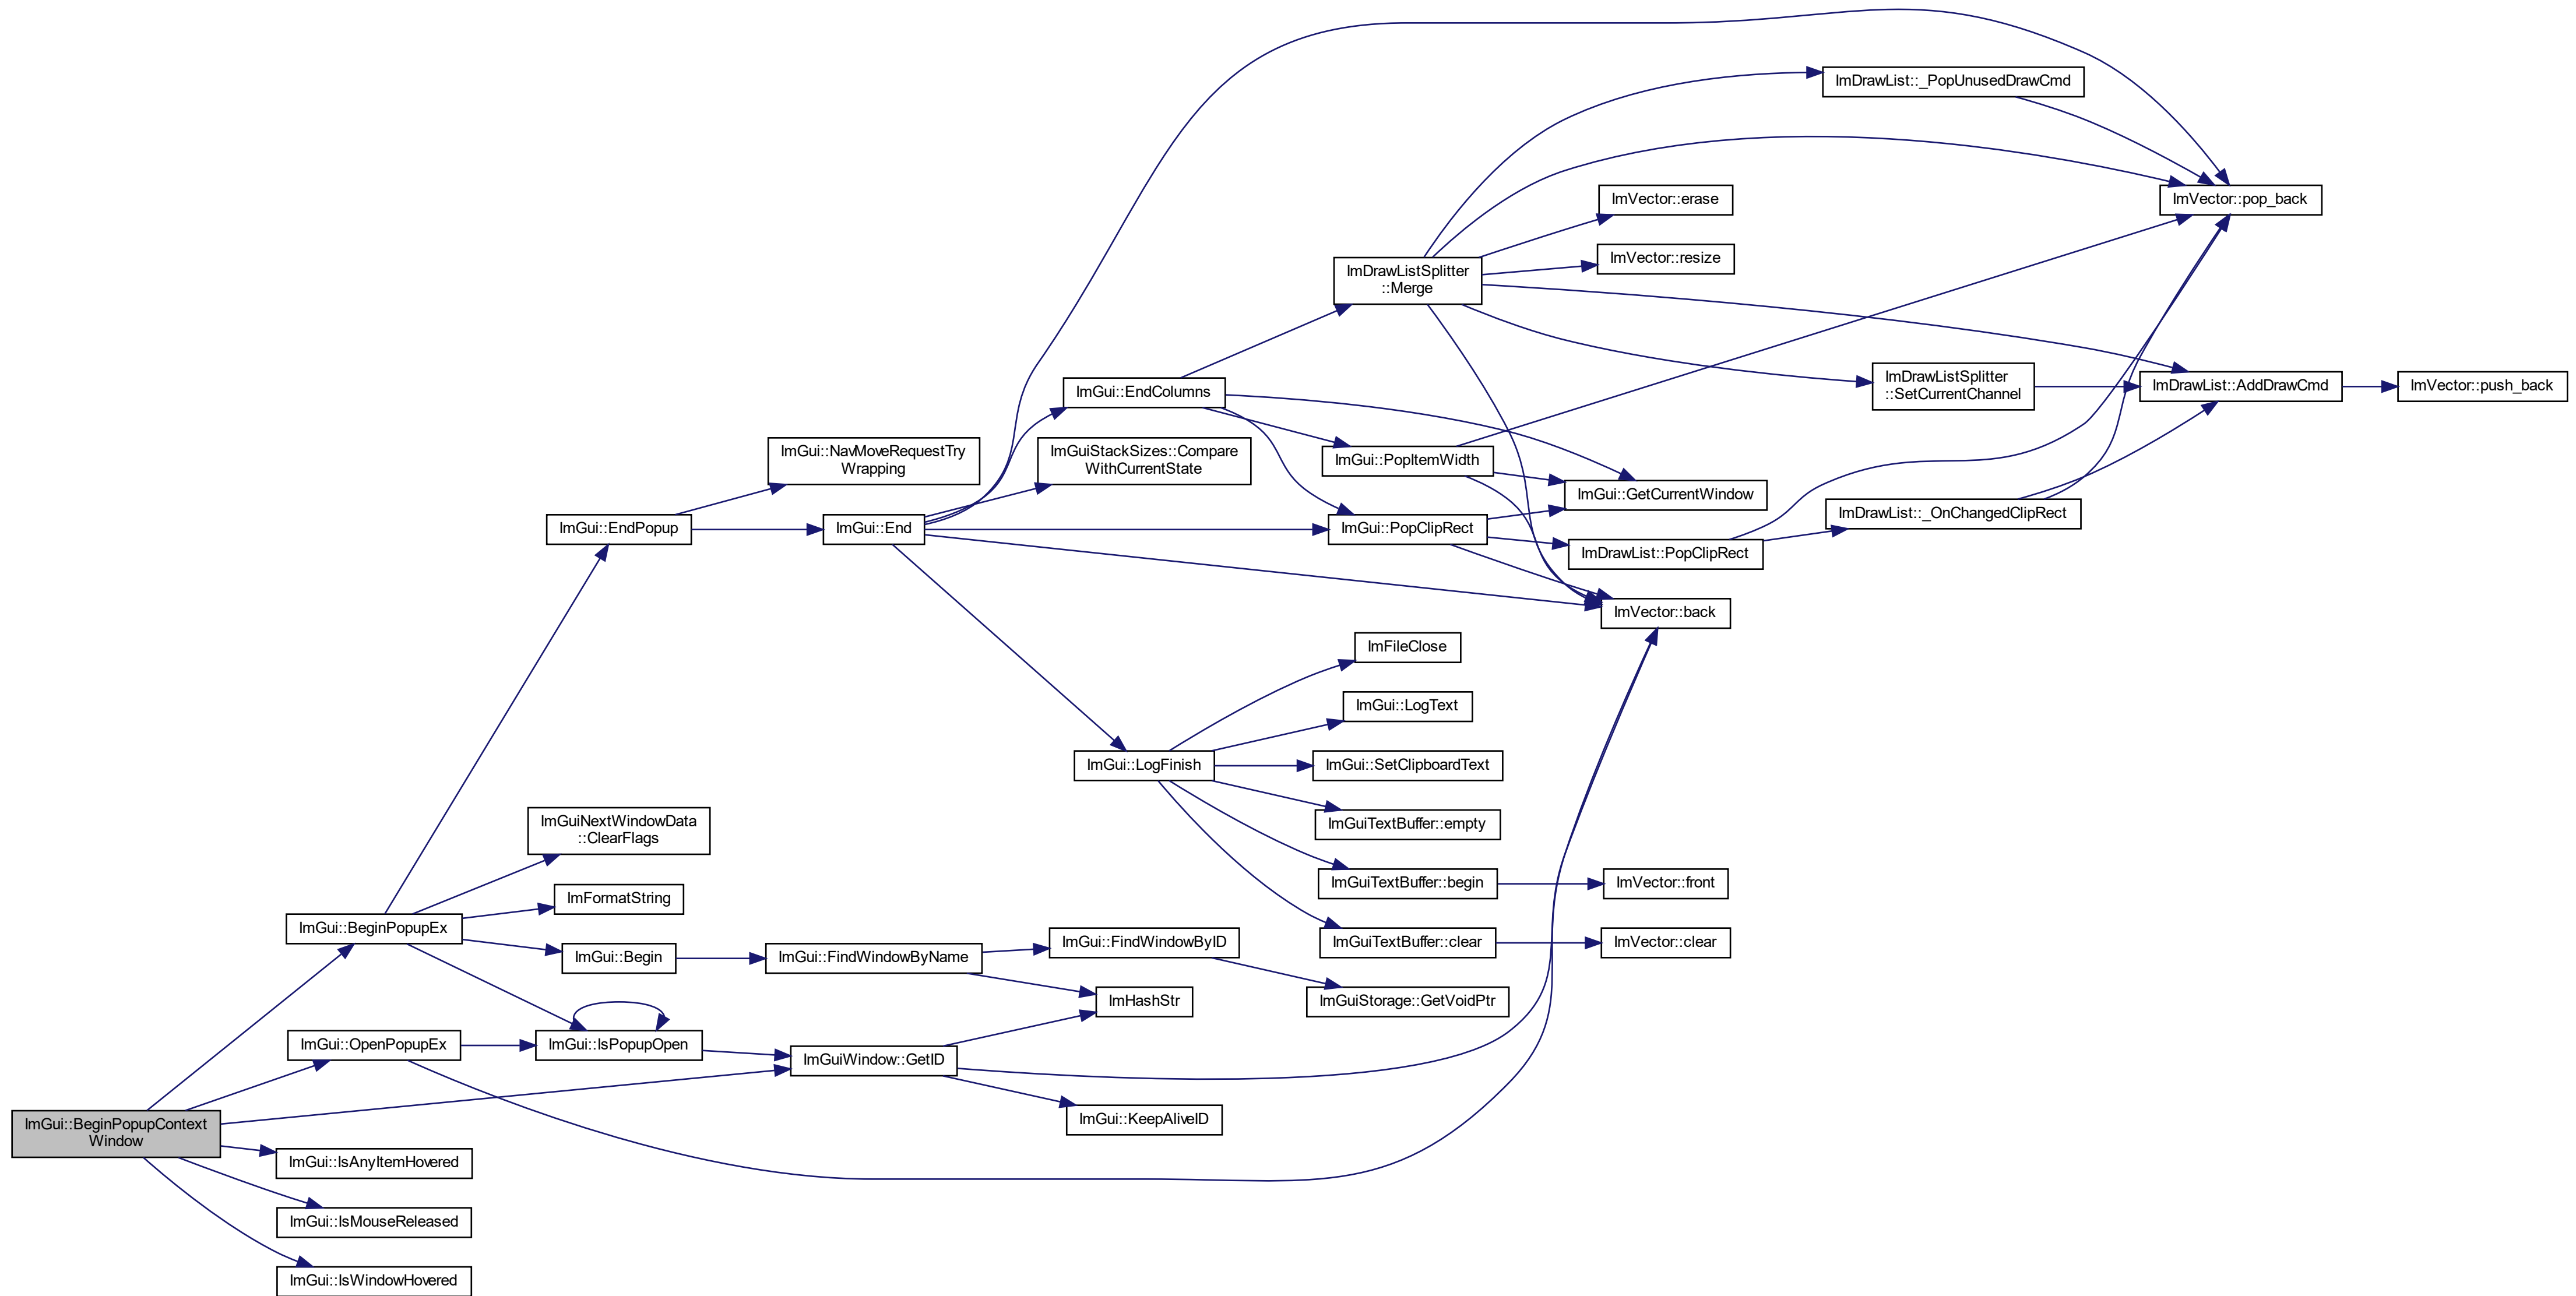 ImDrawList::_PopUnusedDrawCmd
ImVector::erase
ImVector::pop_back
ImVector::resize
ImDrawListSplitter
::Merge
ImGui::EndColumns
ImDrawListSplitter
::SetCurrentChannel
ImDrawList::AddDrawCmd
ImVector::push_back
ImGui::NavMoveRequestTry
Wrapping
ImGuiStackSizes::Compare
WithCurrentState
ImGui::PopItemWidth
ImGui::GetCurrentWindow
ImGui::EndPopup
ImGui::End
ImGui::PopClipRect
ImDrawList::_OnChangedClipRect
ImDrawList::PopClipRect
ImVector::back
ImFileClose
ImGui::LogText
ImGui::LogFinish
ImGui::SetClipboardText
ImGuiNextWindowData
::ClearFlags
ImGuiTextBuffer::empty
ImGuiTextBuffer::begin
ImVector::front
ImFormatString
ImGui::BeginPopupEx
ImGui::Begin
ImGui::FindWindowByName
ImGui::FindWindowByID
ImGuiTextBuffer::clear
ImVector::clear
ImHashStr
ImGuiStorage::GetVoidPtr
ImGui::OpenPopupEx
ImGui::IsPopupOpen
ImGuiWindow::GetID
ImGui::KeepAliveID
ImGui::BeginPopupContext
Window
ImGui::IsAnyItemHovered
ImGui::IsMouseReleased
ImGui::IsWindowHovered